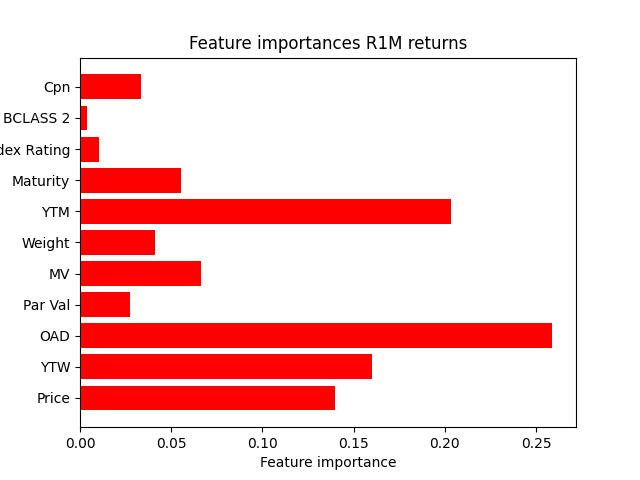 Feature importances R1M returns
Cpn
BCLASS 2
dex Rating
Maturity
YTM
Weight
MV
Par Val
OAD
YTW
Price
0.00 0.05 0.10 0.15 0.20 0.25
Feature importance